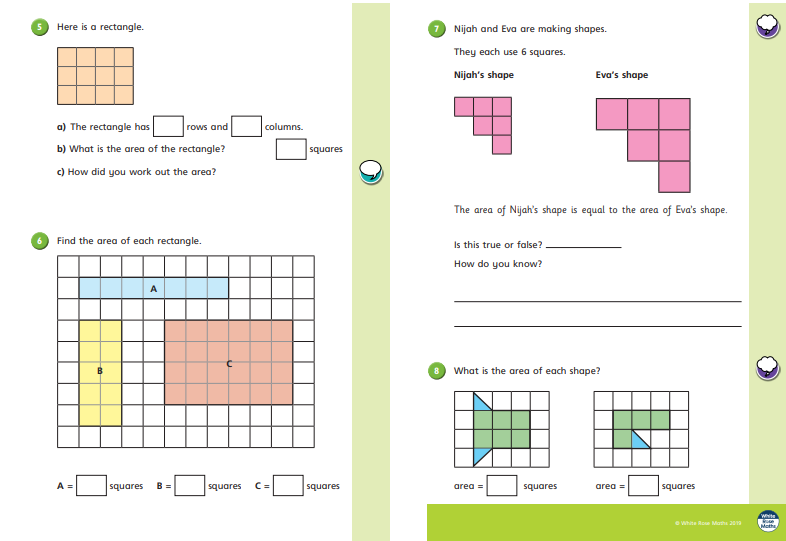 5 Here is a rectangle.
a) The rectangle has rows and columns.
b) What is the area of the rectangle? squares
c) How did you work out the area?
6 Find the area of each rectangle.
A
B
C
A = squares B = squares C = squares
7 Nijah and Eva are making shapes.
They each use 6 squares.
Nijah's shape Eva's shape
The area of Nijah's shape is equal to the area of Eva's shape.
Is this true or false?
How do you know?
8 What is the area of each shape?
area = squares area = squares
© White Rose Maths 2019
White
Rose
Maths